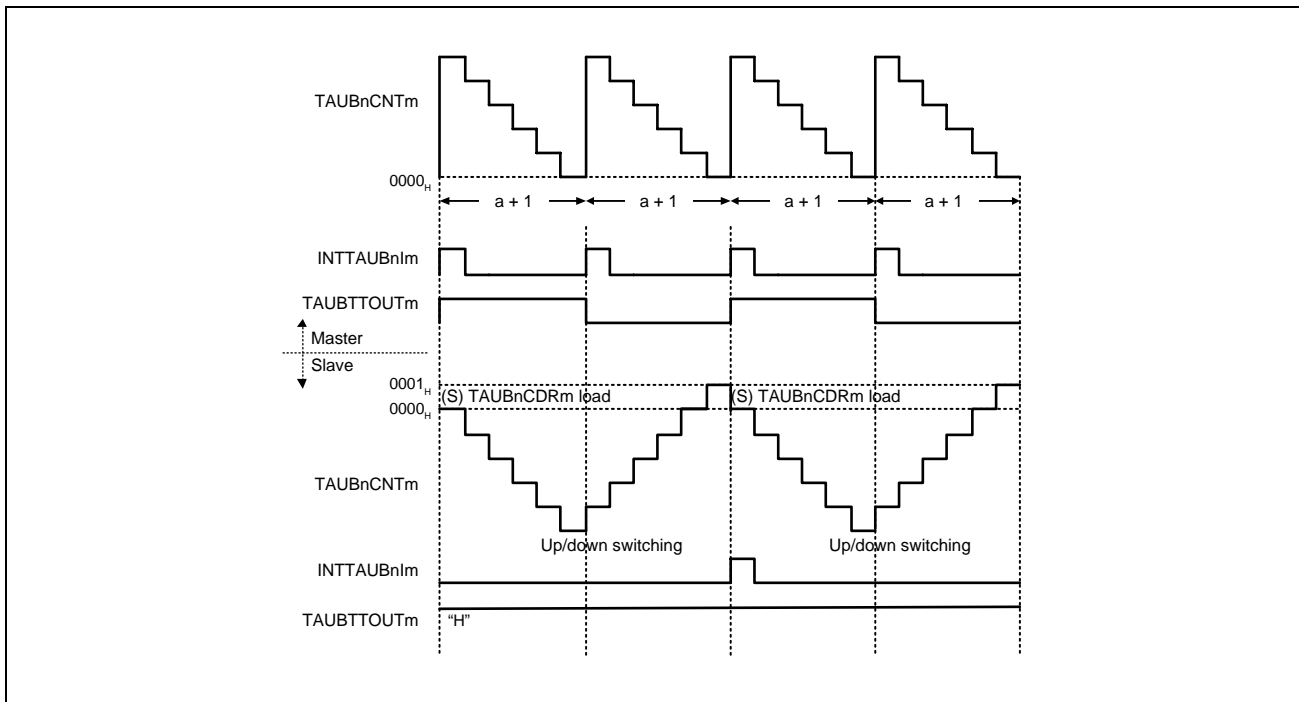 TAUBnCNTm
0000H
a + 1 a + 1 a + 1 a + 1
INTTAUBnIm
TAUBTTOUTm
Master
Slave
0001H
(S) TAUBnCDRm load (S) TAUBnCDRm load
0000H
TAUBnCNTm
Up/down switching Up/down switching
INTTAUBnIm
TAUBTTOUTm “H”